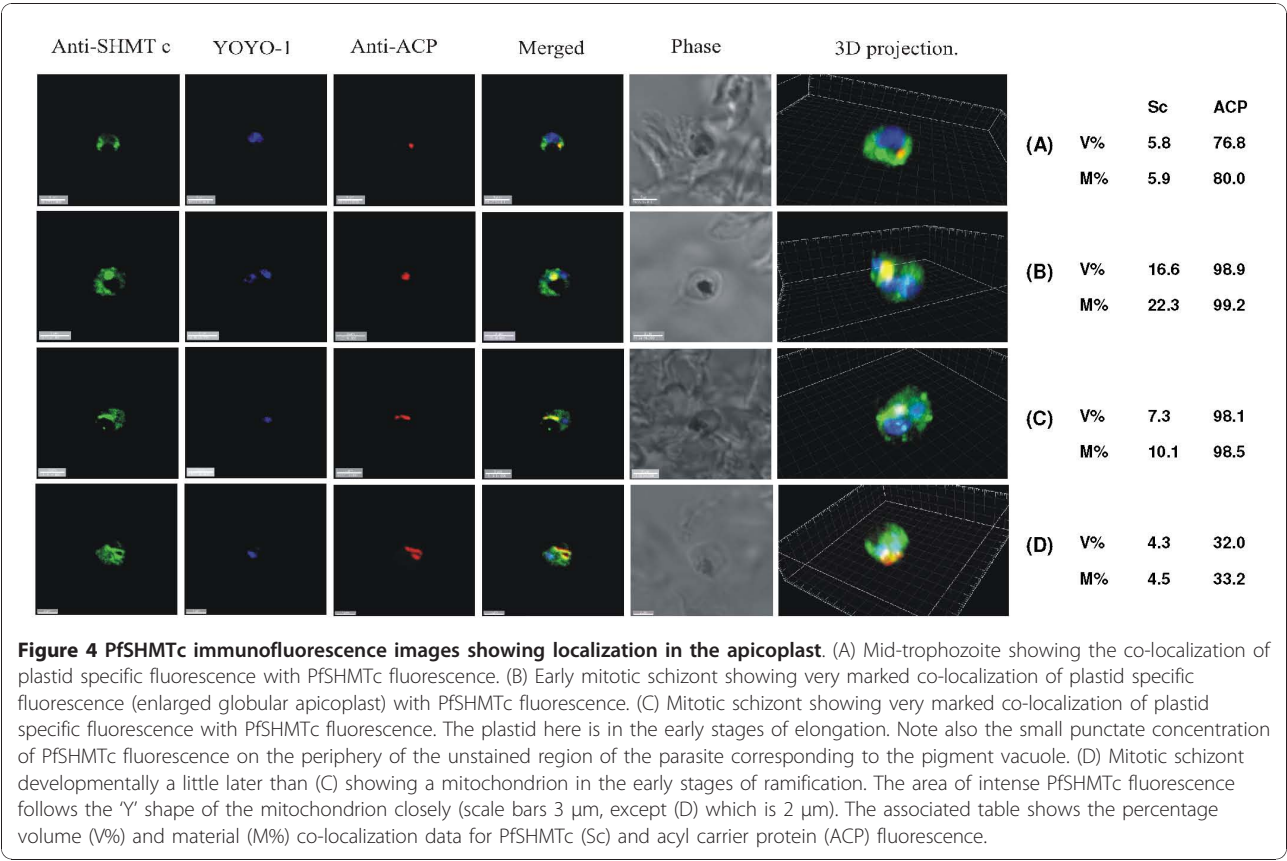 Anti-SHMT c YOYO-1 Anti-ACP Merged Phase 3D projection.
Sc ACP
(A) V% 5.8 76.8
M% 5.9 80.0
(B) V% 16.6 98.9
M% 22.3 99.2
(C) V% 7.3 98.1
M% 10.1 98.5
(D) V% 4.3 32.0
M% 4.5 33.2
Figure 4 PfSHMTc immunofluorescence images showing localization in the apicoplast. (A) Mid-trophozoite showing the co-localization of
plastid specific fluorescence with PfSHMTc fluorescence. (B) Early mitotic schizont showing very marked co-localization of plastid specific
fluorescence (enlarged globular apicoplast) with PfSHMTc fluorescence. (C) Mitotic schizont showing very marked co-localization of plastid
specific fluorescence with PfSHMTc fluorescence. The plastid here is in the early stages of elongation. Note also the small punctate concentration
of PfSHMTc fluorescence on the periphery of the unstained region of the parasite corresponding to the pigment vacuole. (D) Mitotic schizont
developmentally a little later than (C) showing a mitochondrion in the early stages of ramification. The area of intense PfSHMTc fluorescence
follows the ‘Y’ shape of the mitochondrion closely (scale bars 3 μm, except (D) which is 2 μm). The associated table shows the percentage
volume (V%) and material (M%) co-localization data for PfSHMTc (Sc) and acyl carrier protein (ACP) fluorescence.